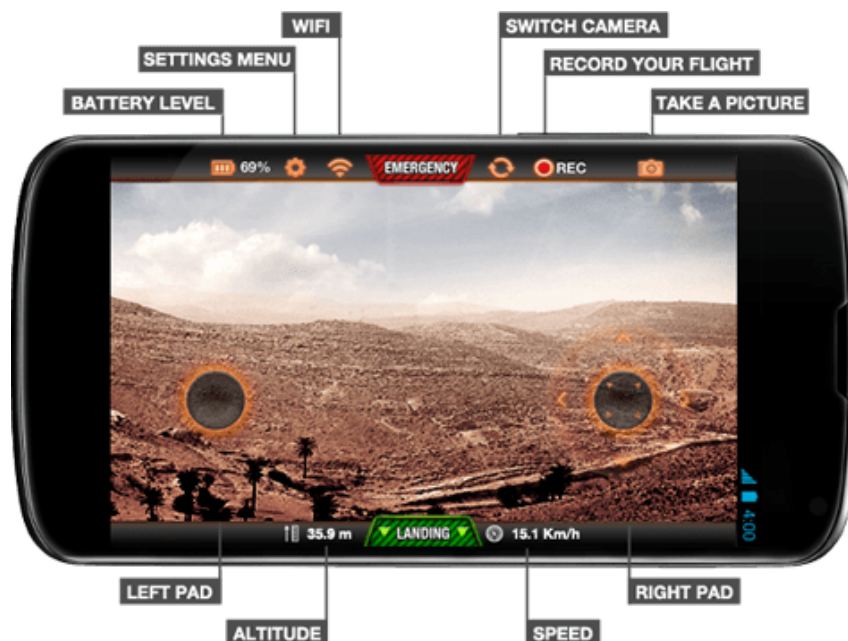 WIFI
SWITCH CAMERA
SETTINGS MENU
RECORD YOUR FLIGHT
BATTERY LEVEL
TAKE A PICTURE
69%
EMERGENCY
REC
4:00
35.9 m
LANDING
15.1 Km/h
LEFT PAD
RIGHT PAD
ALTITUDE
SPEED